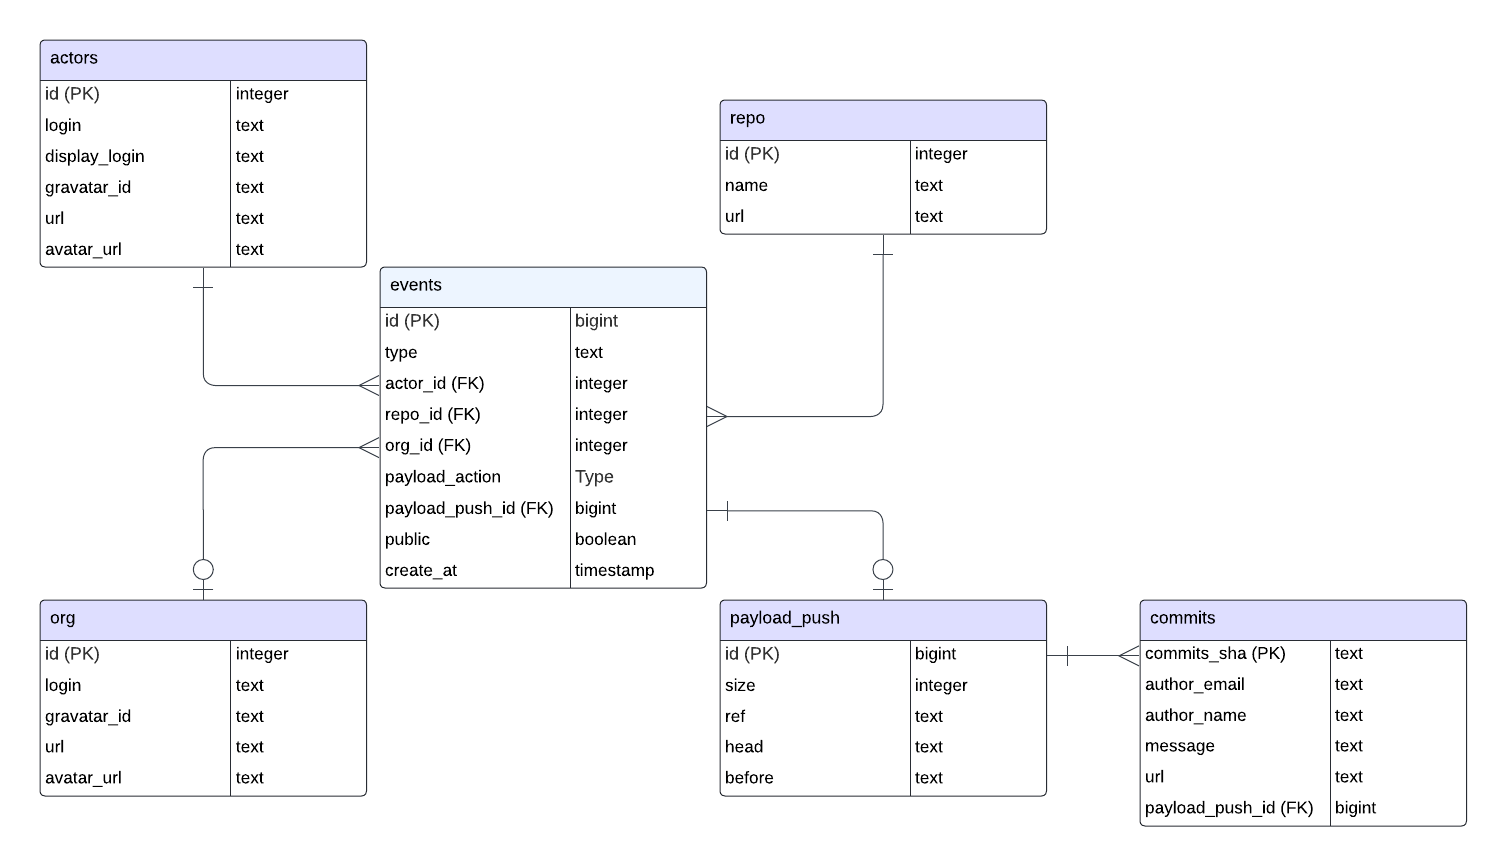 actors
id (PK) integer
login text
display_login text
gravatar_id text
url text
avatar_url text
repo
id (PK) integer
name text
url text
events
id (PK) bigint
type text
actor_id (FK) integer
repo_id (FK) integer
org_id (FK) integer
payload_action Type
payload_push_id (FK) bigint
public boolean
create_at timestamp
org
id (PK) integer
login text
gravatar_id text
url text
avatar_url text
payload_push
id (PK) bigint
size integer
ref text
head text
before text
commits
commits_sha (PK) text
author_email text
author_name text
message text
url text
payload_push_id (FK) bigint